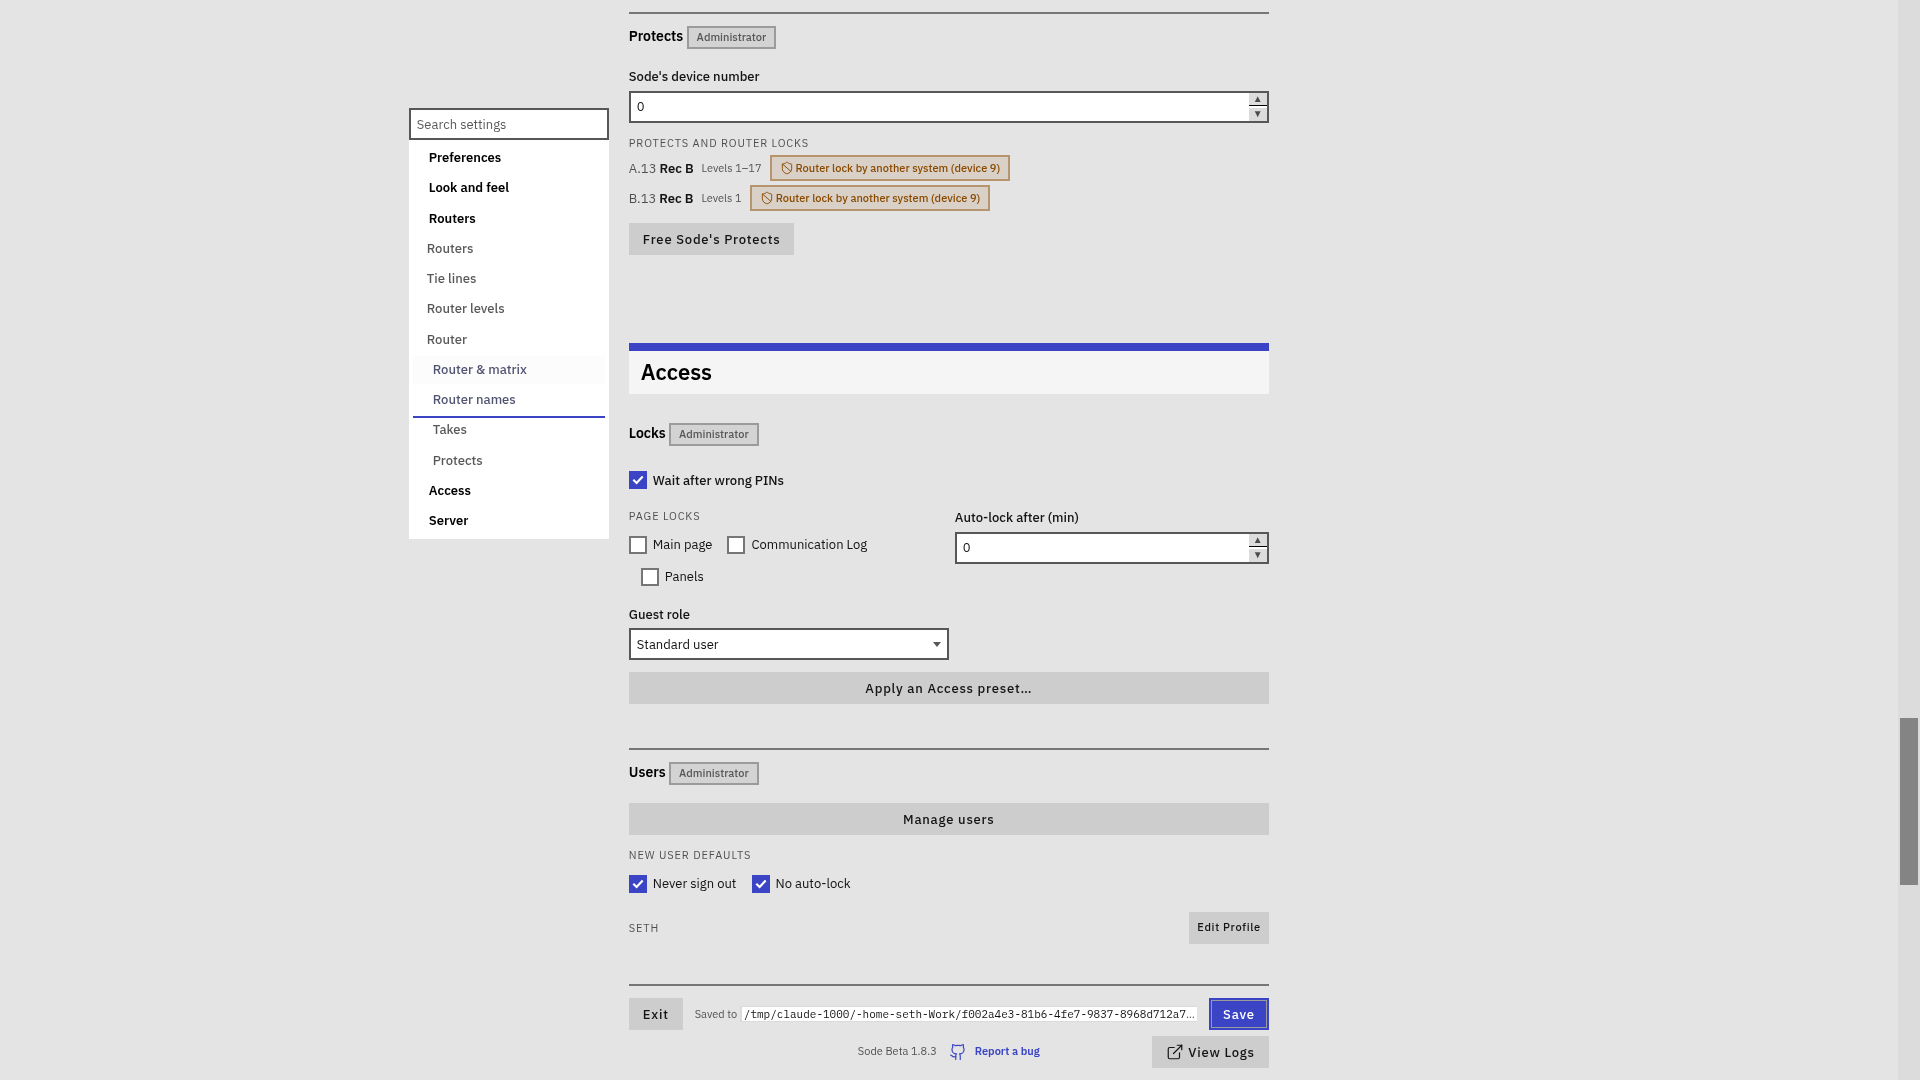 Search settings
Preferences
Look and feel
Routers
Routers
Tie lines
Router levels
Router
Router & matrix
Router names
Takes
Protects
Access
Server
Protects Administrator
Sode's device number
0
PROTECTS AND ROUTER LOCKS
A.13 Rec B Levels 1–17 Router lock by another system (device 9)
B.13 Rec B Levels 1 Router lock by another system (device 9)
Free Sode's Protects
Access
Locks Administrator
Wait after wrong PINs
PAGE LOCKS
Main page Communication Log
Panels
Auto-lock after (min)
0
Guest role
Standard user
Apply an Access preset…
Users Administrator
Manage users
NEW USER DEFAULTS
Never sign out No auto-lock
SETH Edit Profile
Exit Saved to /tmp/claude-1000/-home-seth-Work/f002a4e3-81b6-4fe7-9837-8968d712a7… Save
Sode Beta 1.8.3 Report a bug View Logs